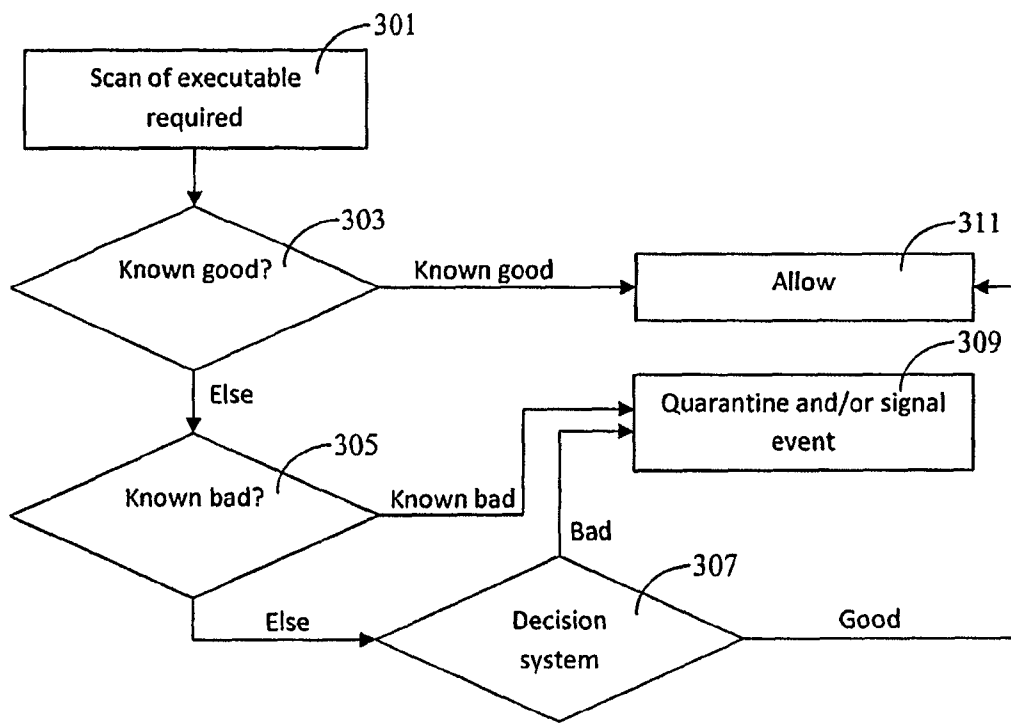 301
Scan of executable
required
303
Known good?
Known good
311
Allow
309
Quarantine and/or signal
event
Else
305
Known bad?
Known bad
Bad
307
Else
Decision
system
Good